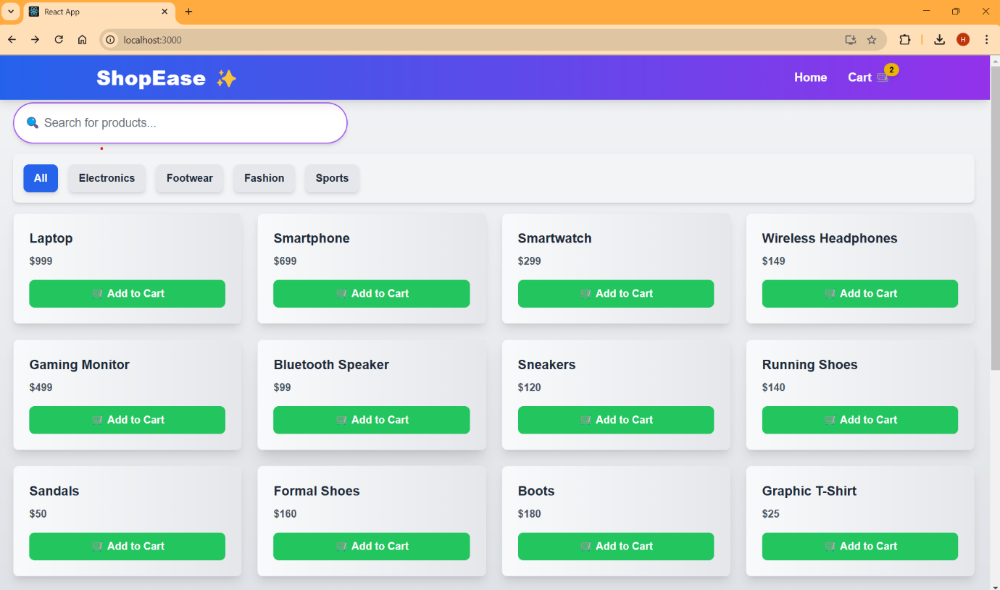 React App
localhost:3000
H
ShopEase ✨
Home Cart 🛒 2
🔍 Search for products...
All Electronics Footwear Fashion Sports
Laptop Smartphone Smartwatch Wireless Headphones
$999 $699 $299 $149
🛒 Add to Cart 🛒 Add to Cart 🛒 Add to Cart 🛒 Add to Cart
Gaming Monitor Bluetooth Speaker Sneakers Running Shoes
$499 $99 $120 $140
🛒 Add to Cart 🛒 Add to Cart 🛒 Add to Cart 🛒 Add to Cart
Sandals Formal Shoes Boots Graphic T-Shirt
$50 $160 $180 $25
🛒 Add to Cart 🛒 Add to Cart 🛒 Add to Cart 🛒 Add to Cart